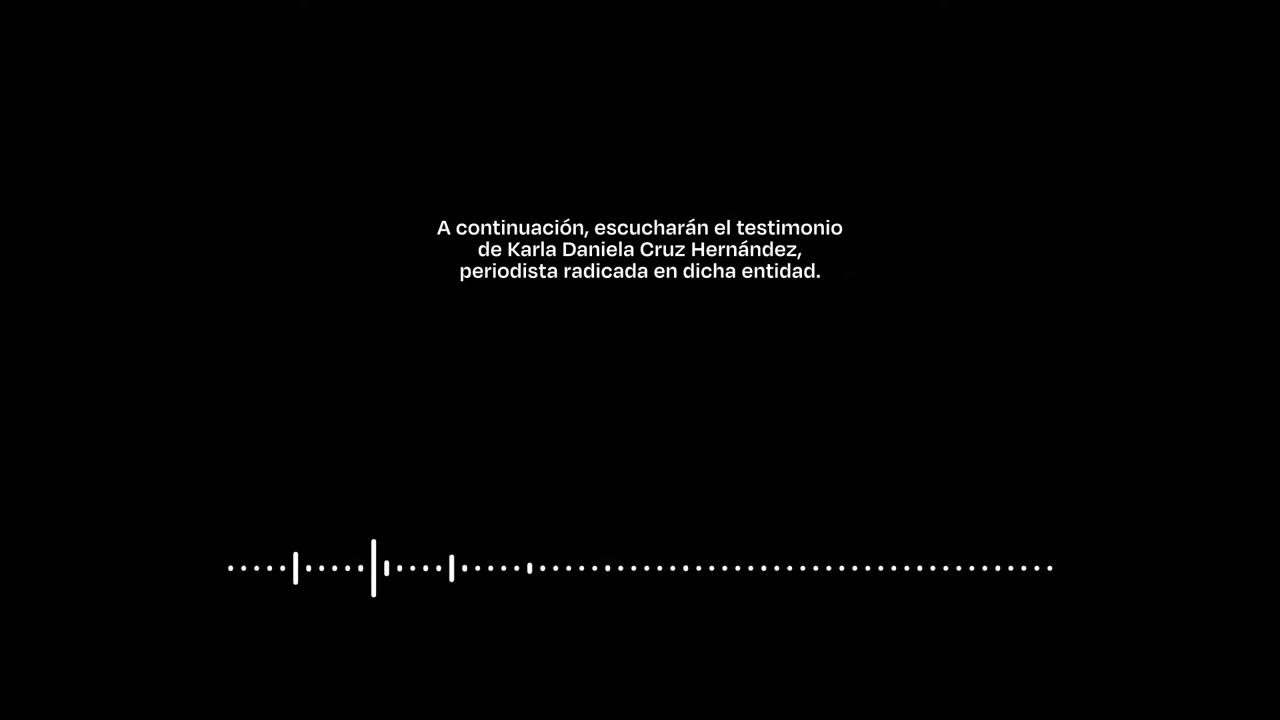 A continuación, escucharán el testimonio
de Karla Daniela Cruz Hernández,
periodista radicada en dicha entidad.